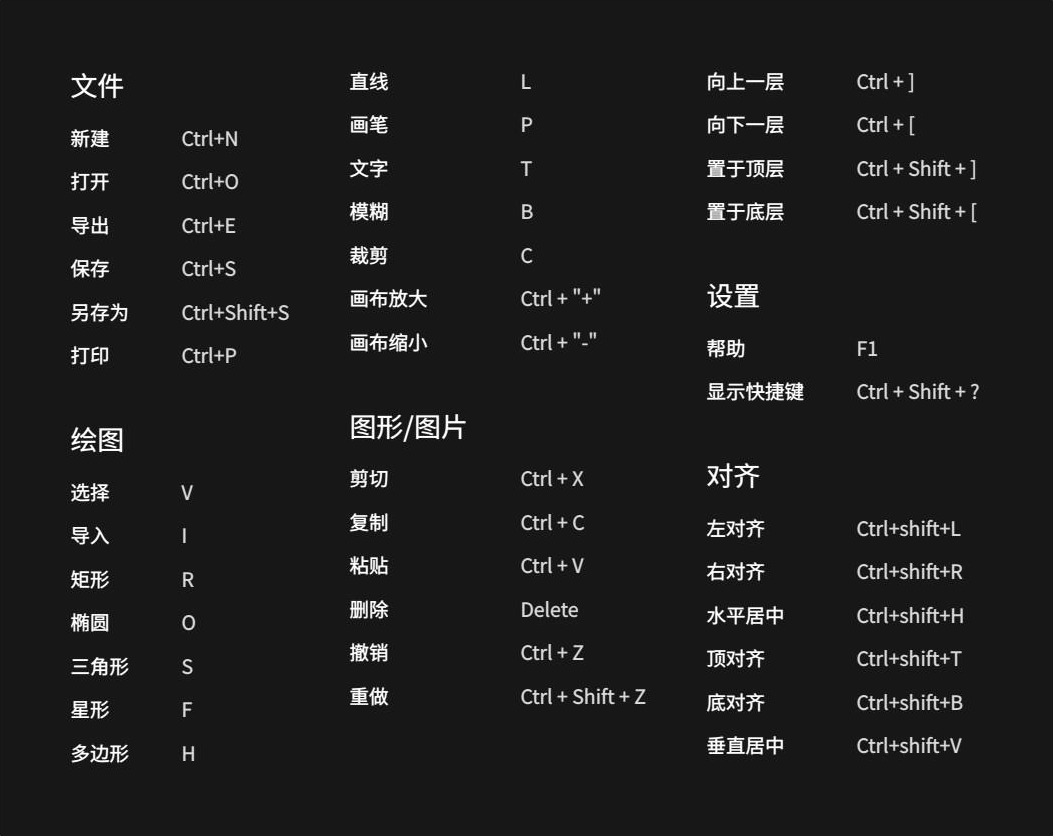 文件
新建 Ctrl+N
打开 Ctrl+O
导出 Ctrl+E
保存 Ctrl+S
另存为 Ctrl+Shift+S
打印 Ctrl+P
绘图
选择 V
导入 I
矩形 R
椭圆 O
三角形 S
星形 F
多边形 H
直线 L
画笔 P
文字 T
模糊 B
裁剪 C
画布放大 Ctrl + "+"
画布缩小 Ctrl + "-"
图形/图片
剪切 Ctrl + X
复制 Ctrl + C
粘贴 Ctrl + V
删除 Delete
撤销 Ctrl + Z
重做 Ctrl + Shift + Z
向上一层 Ctrl + ]
向下一层 Ctrl + [
置于顶层 Ctrl + Shift + ]
置于底层 Ctrl + Shift + [
设置
帮助 F1
显示快捷键 Ctrl + Shift + ?
对齐
左对齐 Ctrl+shift+L
右对齐 Ctrl+shift+R
水平居中 Ctrl+shift+H
顶对齐 Ctrl+shift+T
底对齐 Ctrl+shift+B
垂直居中 Ctrl+shift+V